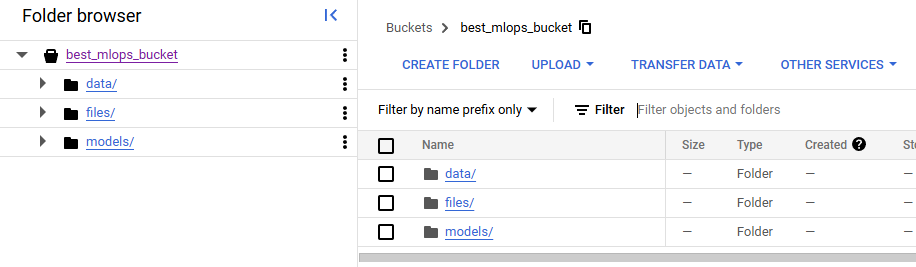 Folder browser
best_mlops_bucket
data/
files/
models/
Buckets > best_mlops_bucket
CREATE FOLDER UPLOAD TRANSFER DATA OTHER SERVICES
Filter by name prefix only Filter Filter objects and folders
Name Size Type Created ? Sto
data/ — Folder —
files/ — Folder —
models/ — Folder —